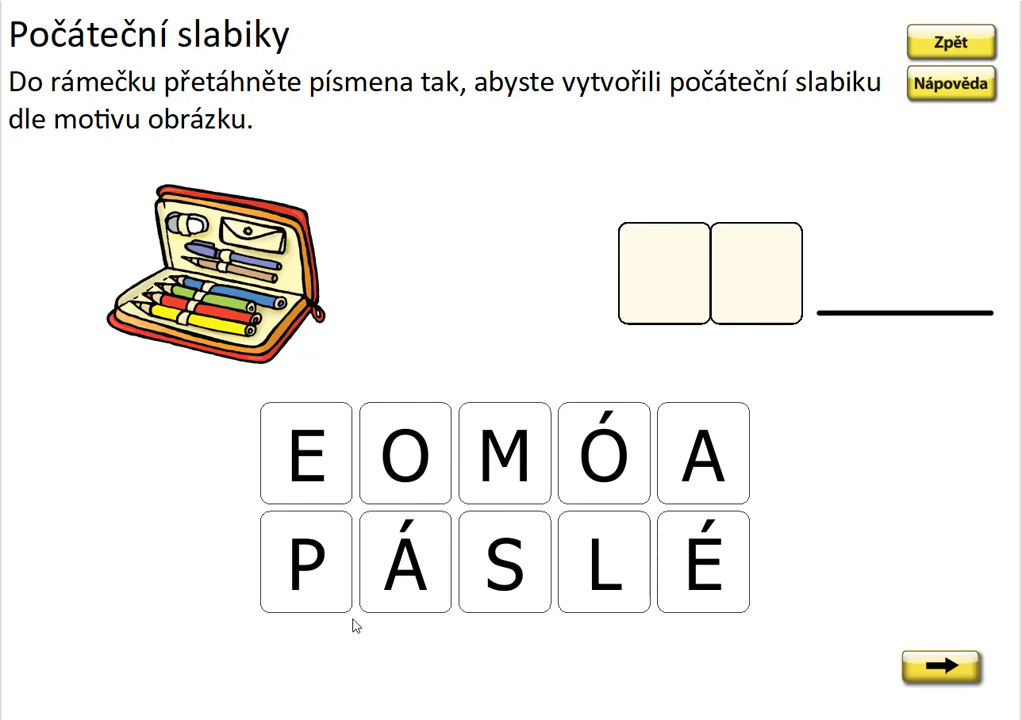 Počáteční slabiky
Zpět
Do rámečku přetáhněte písmena tak, abyste vytvořili počáteční slabiku
Nápověda
dle motivu obrázku.
E O M Ó A
P Á S L É